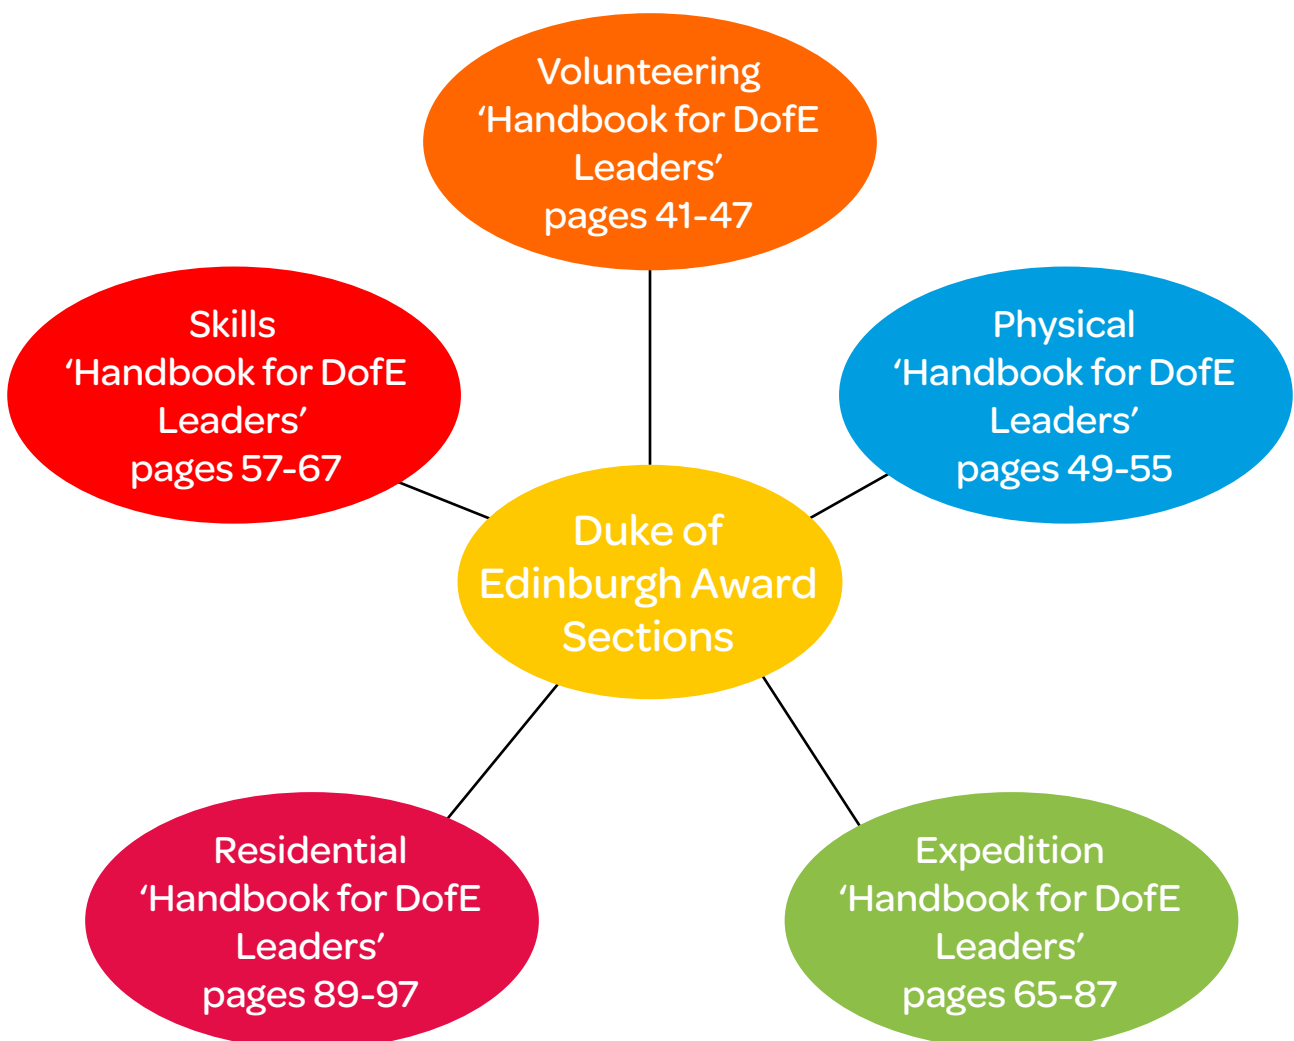 Volunteering
‘Handbook for DofE
Leaders’
pages 41-47
Skills
‘Handbook for DofE
Leaders’
pages 57-67
Physical
‘Handbook for DofE
Leaders’
pages 49-55
Duke of
Edinburgh Award
Sections
Residential
‘Handbook for DofE
Leaders’
pages 89-97
Expedition
‘Handbook for DofE
Leaders’
pages 65-87